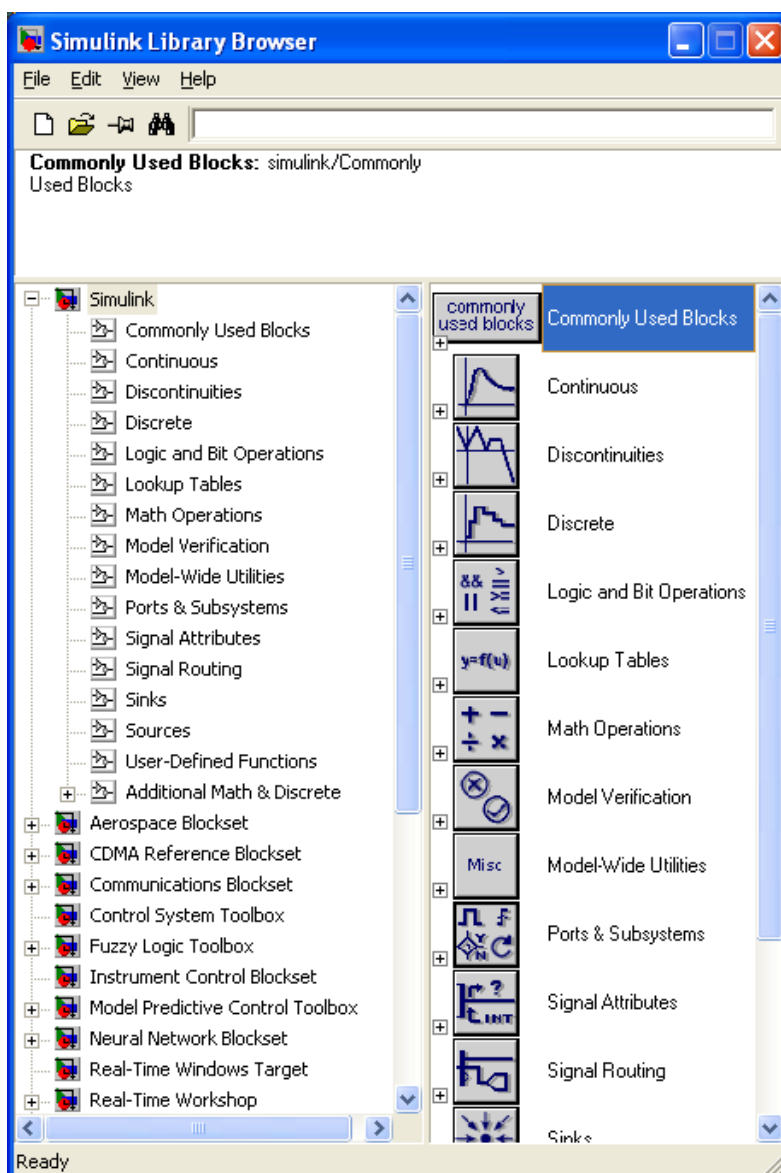 Simulink Library Browser
File Edit View Help
Commonly Used Blocks: simulink/Commonly
Used Blocks
Simulink
Commonly Used Blocks
Continuous
Discontinuities
Discrete
Logic and Bit Operations
Lookup Tables
Math Operations
Model Verification
Model-Wide Utilities
Ports & Subsystems
Signal Attributes
Signal Routing
Sinks
Sources
User-Defined Functions
Additional Math & Discrete
Aerospace Blockset
CDMA Reference Blockset
Communications Blockset
Control System Toolbox
Fuzzy Logic Toolbox
Instrument Control Blockset
Model Predictive Control Toolbox
Neural Network Blockset
Real-Time Windows Target
Real-Time Workshop
commonly
used blocks
Commonly Used Blocks
Continuous
Discontinuities
Discrete
&& > = 
|| >= <=
Logic and Bit Operations
y=f(u)
Lookup Tables
+ −
÷ ×
Math Operations
Model Verification
Misc
Model-Wide Utilities
Y
N
Ports & Subsystems
?
t INT
Signal Attributes
Signal Routing
Sinks
Ready